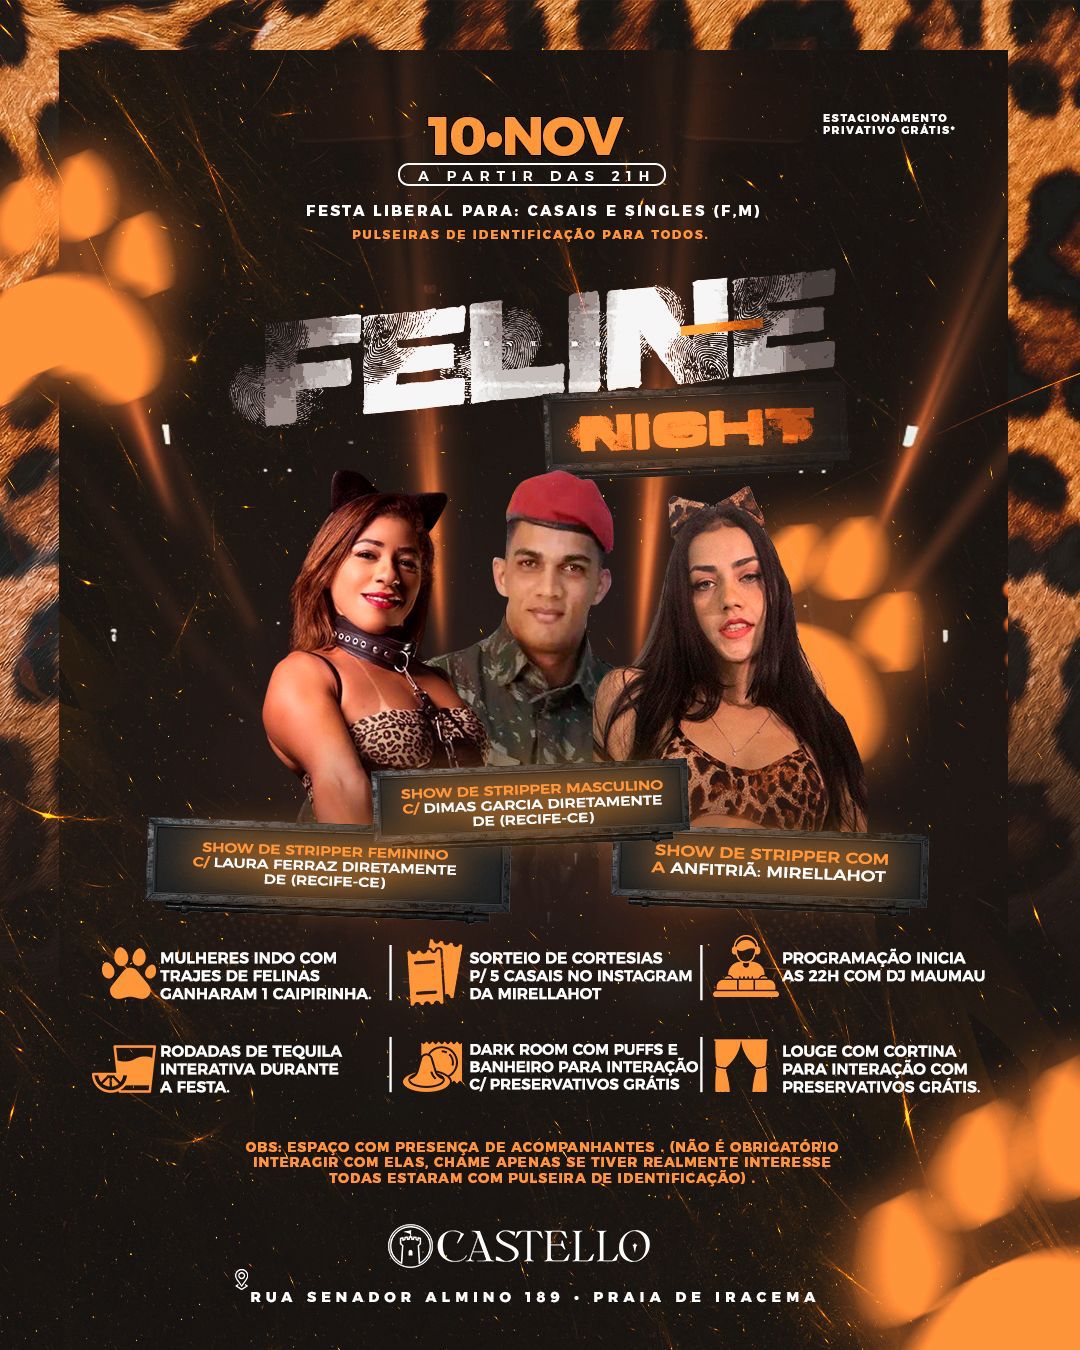 10•NOV
A PARTIR DAS 21H
ESTACIONAMENTO
PRIVATIVO GRÁTIS*
FESTA LIBERAL PARA: CASAIS E SINGLES (F,M)
PULSEIRAS DE IDENTIFICAÇÃO PARA TODOS.
FELINE
NIGHT
SHOW DE STRIPPER MASCULINO
C/ DIMAS GARCIA DIRETAMENTE
DE (RECIFE-CE)
SHOW DE STRIPPER FEMININO
C/ LAURA FERRAZ DIRETAMENTE
DE (RECIFE-CE)
SHOW DE STRIPPER COM
A ANFITRIÃ: MIRELLAHOT
MULHERES INDO COM
TRAJES DE FELINAS
GANHARAM 1 CAIPIRINHA.
SORTEIO DE CORTESIAS
P/ 5 CASAIS NO INSTAGRAM
DA MIRELLAHOT
PROGRAMAÇÃO INICIA
AS 22H COM DJ MAUMAU
RODADAS DE TEQUILA
INTERATIVA DURANTE
A FESTA.
DARK ROOM COM PUFFS E
BANHEIRO PARA INTERAÇÃO
C/ PRESERVATIVOS GRÁTIS
LOUGE COM CORTINA
PARA INTERAÇÃO COM
PRESERVATIVOS GRÁTIS.
OBS: ESPAÇO COM PRESENÇA DE ACOMPANHANTES . (NÃO É OBRIGATÓRIO
INTERAGIR COM ELAS, CHAME APENAS SE TIVER REALMENTE INTERESSE
TODAS ESTARAM COM PULSEIRA DE IDENTIFICAÇÃO) .
CASTELLO
RUA SENADOR ALMINO 189 • PRAIA DE IRACEMA